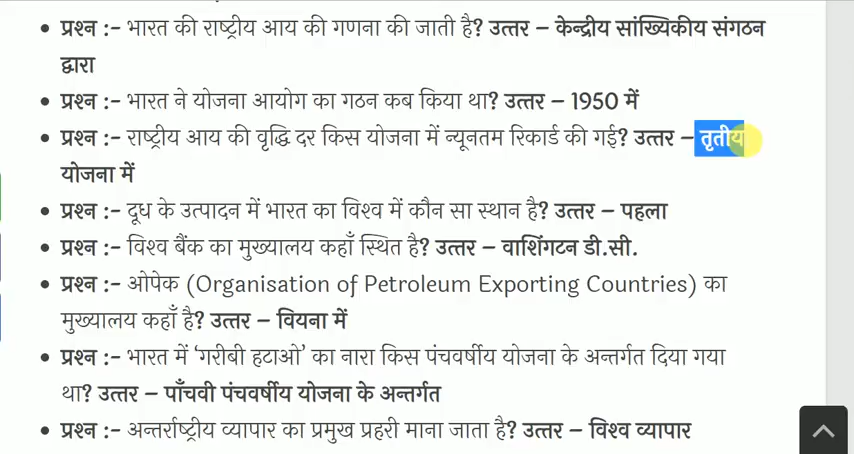 • प्रश्न :- भारत की राष्ट्रीय आय की गणना की जाती है? उत्तर – केन्द्रीय सांख्यिकीय संगठन
द्वारा
• प्रश्न :- भारत ने योजना आयोग का गठन कब किया था? उत्तर – 1950 में
• प्रश्न :- राष्ट्रीय आय की वृद्धि दर किस योजना में न्यूनतम रिकार्ड की गई? उत्तर – तृतीय
योजना में
• प्रश्न :- दूध के उत्पादन में भारत का विश्व में कौन सा स्थान है? उत्तर – पहला
• प्रश्न :- विश्व बैंक का मुख्यालय कहाँ स्थित है? उत्तर – वाशिंगटन डी.सी.
• प्रश्न :- ओपेक (Organisation of Petroleum Exporting Countries) का
मुख्यालय कहाँ है? उत्तर – वियना में
• प्रश्न :- भारत में ‘गरीबी हटाओ’ का नारा किस पंचवर्षीय योजना के अन्तर्गत दिया गया
था? उत्तर – पाँचवी पंचवर्षीय योजना के अन्तर्गत
• प्रश्न :- अन्तर्राष्ट्रीय व्यापार का प्रमुख प्रहरी माना जाता है? उत्तर – विश्व व्यापार